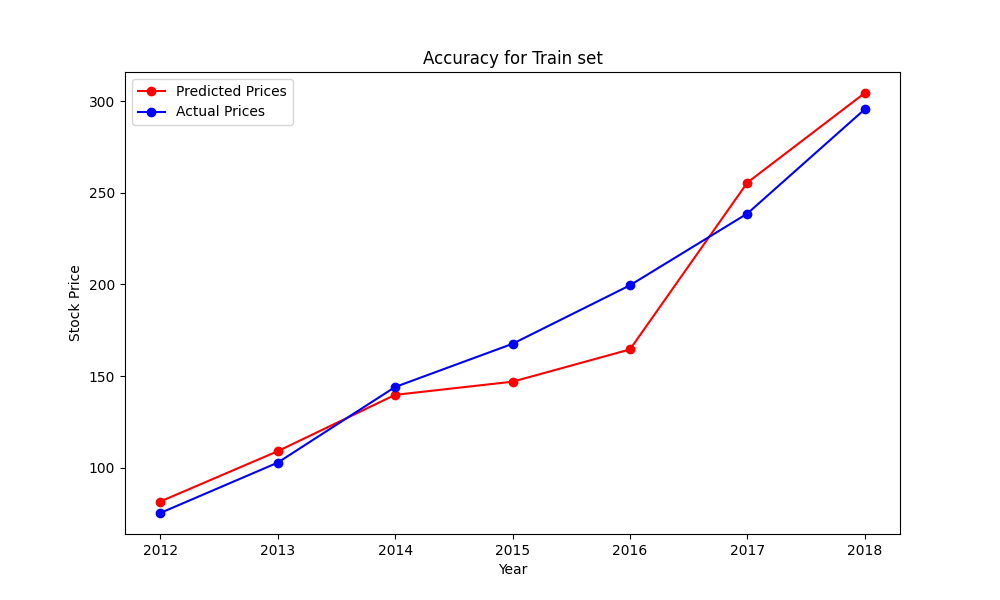 Accuracy for Train set
Predicted Prices
Actual Prices
300
250
200
150
100
Stock Price
2012 2013 2014 2015 2016 2017 2018
Year